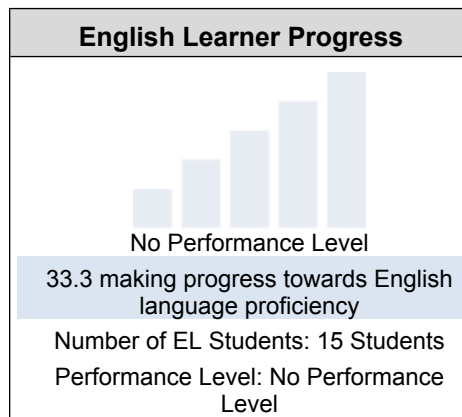 English Learner Progress
No Performance Level
33.3 making progress towards English
language proficiency
Number of EL Students: 15 Students
Performance Level: No Performance
Level